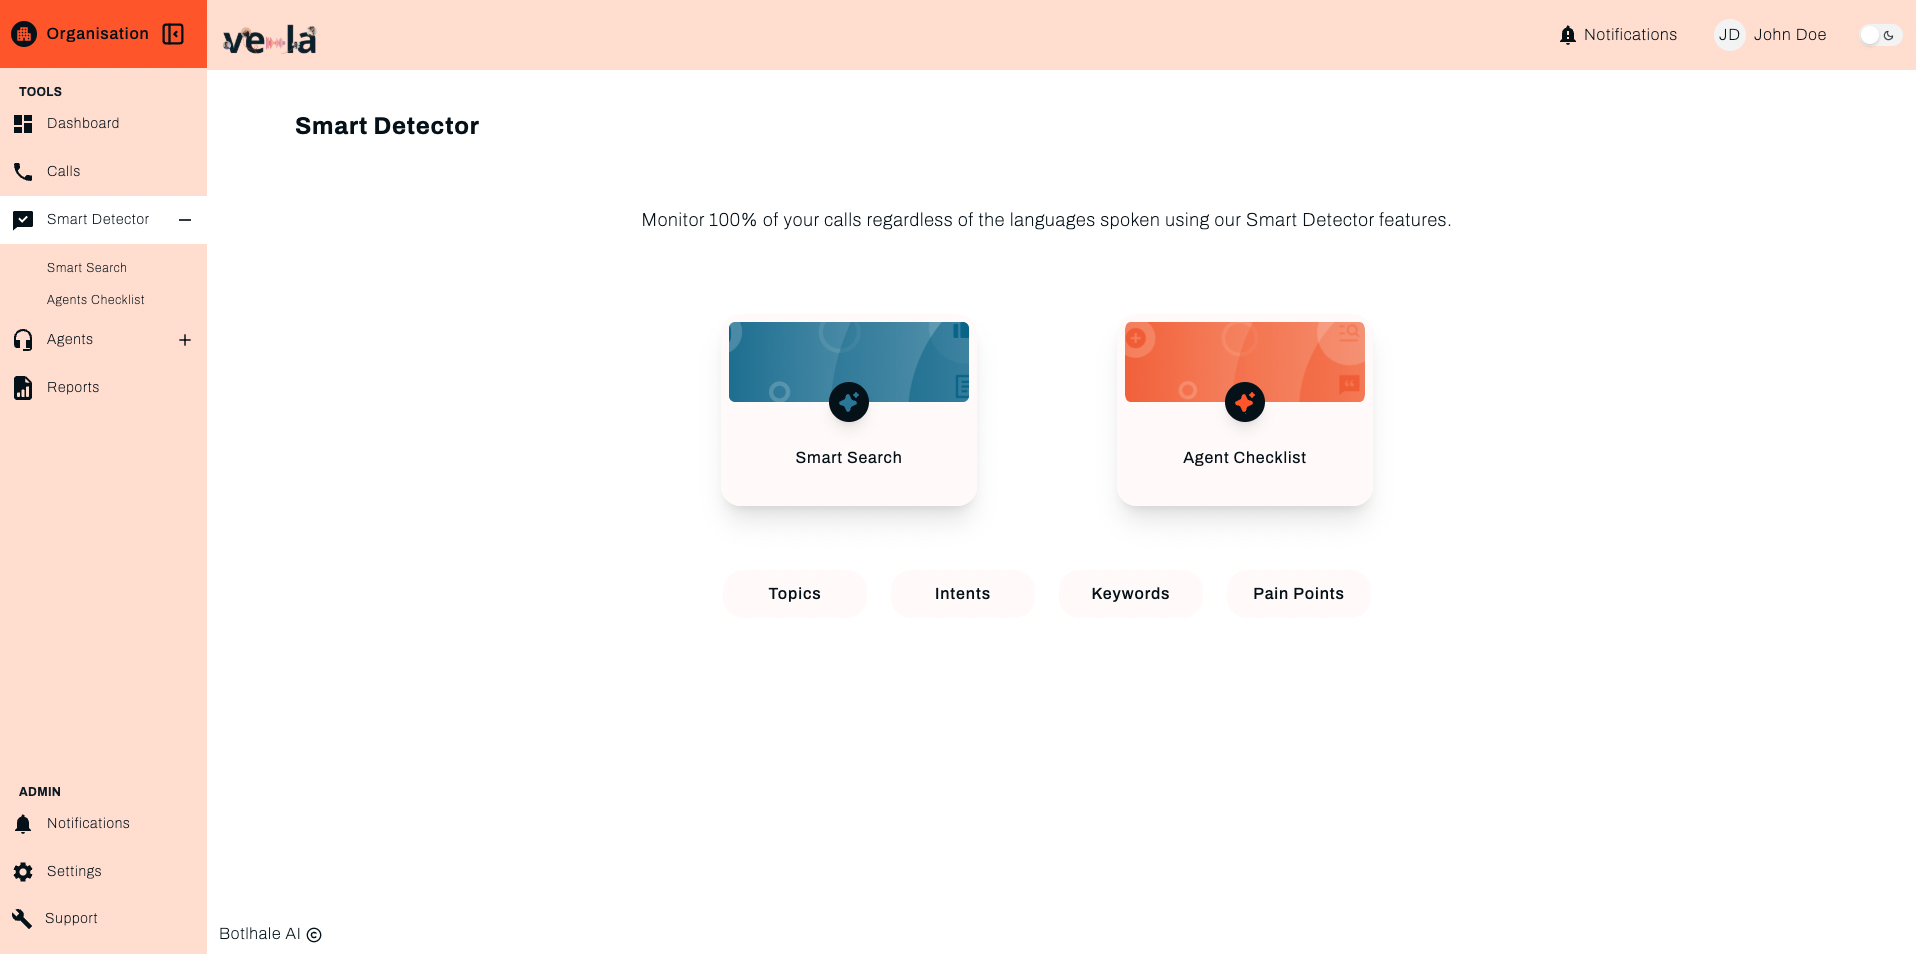 Organisation
TOOLS
Dashboard
Calls
Smart Detector
Smart Search
Agents Checklist
Agents
Reports
ADMIN
Notifications
Settings
Support
Notifications
JD John Doe
Smart Detector
Monitor 100% of your calls regardless of the languages spoken using our Smart Detector features.
Smart Search
Agent Checklist
Topics
Intents
Keywords
Pain Points
Botlhale AI ©